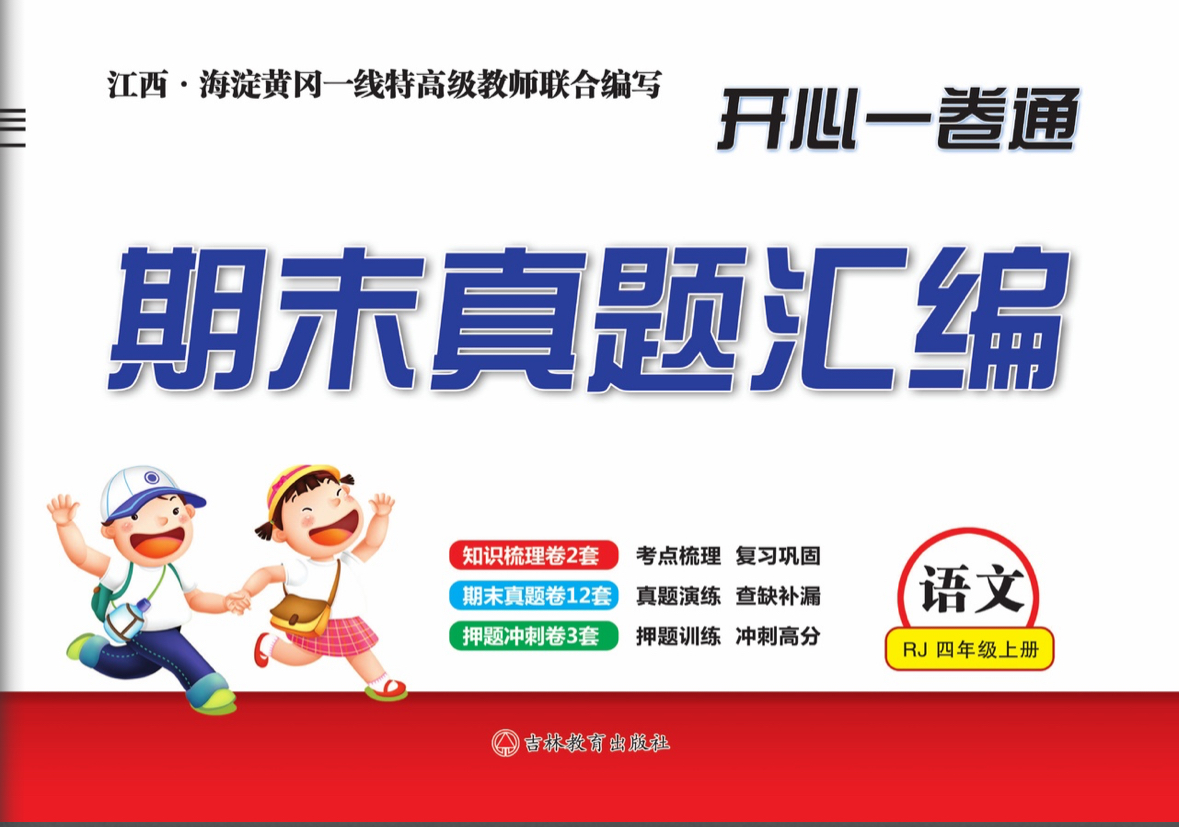 江西·海淀黄冈一线特高级教师联合编写
开心一卷通
期末真题汇编
知识梳理卷2套 考点梳理 复习巩固
期末真题卷12套 真题演练 查缺补漏
押题冲刺卷3套 押题训练 冲刺高分
语文
RJ 四年级上册
吉林教育出版社